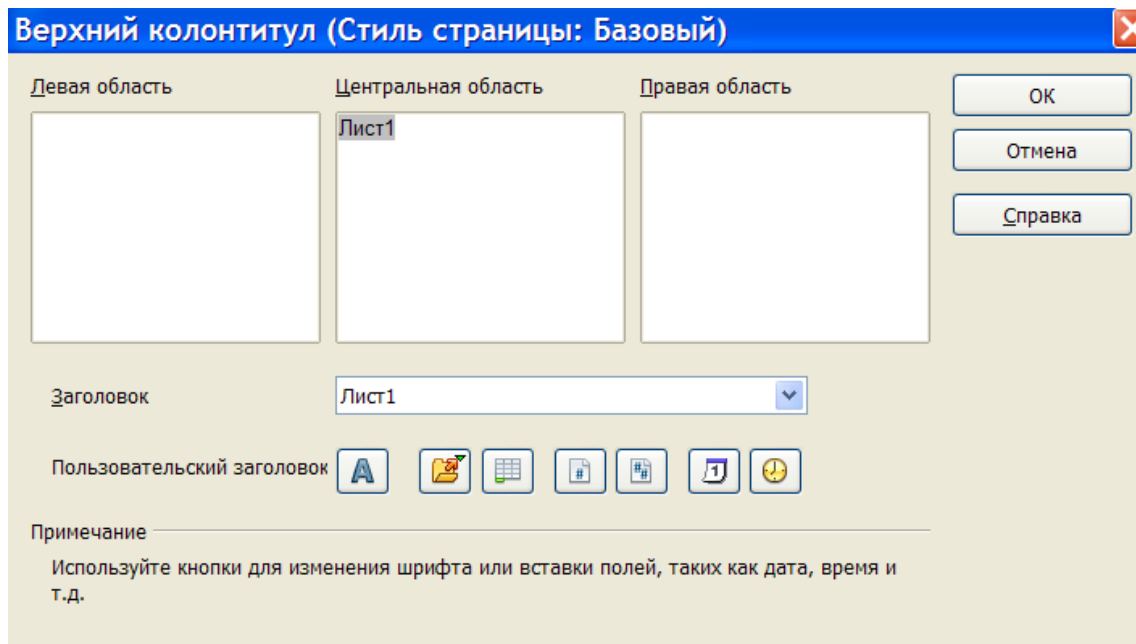 Верхний колонтитул (Стиль страницы: Базовый)
Левая область
Центральная область
Правая область
Лист1
ОК
Отмена
Справка
Заголовок
Лист1
Пользовательский заголовок
Примечание
Используйте кнопки для изменения шрифта или вставки полей, таких как дата, время и
т.д.